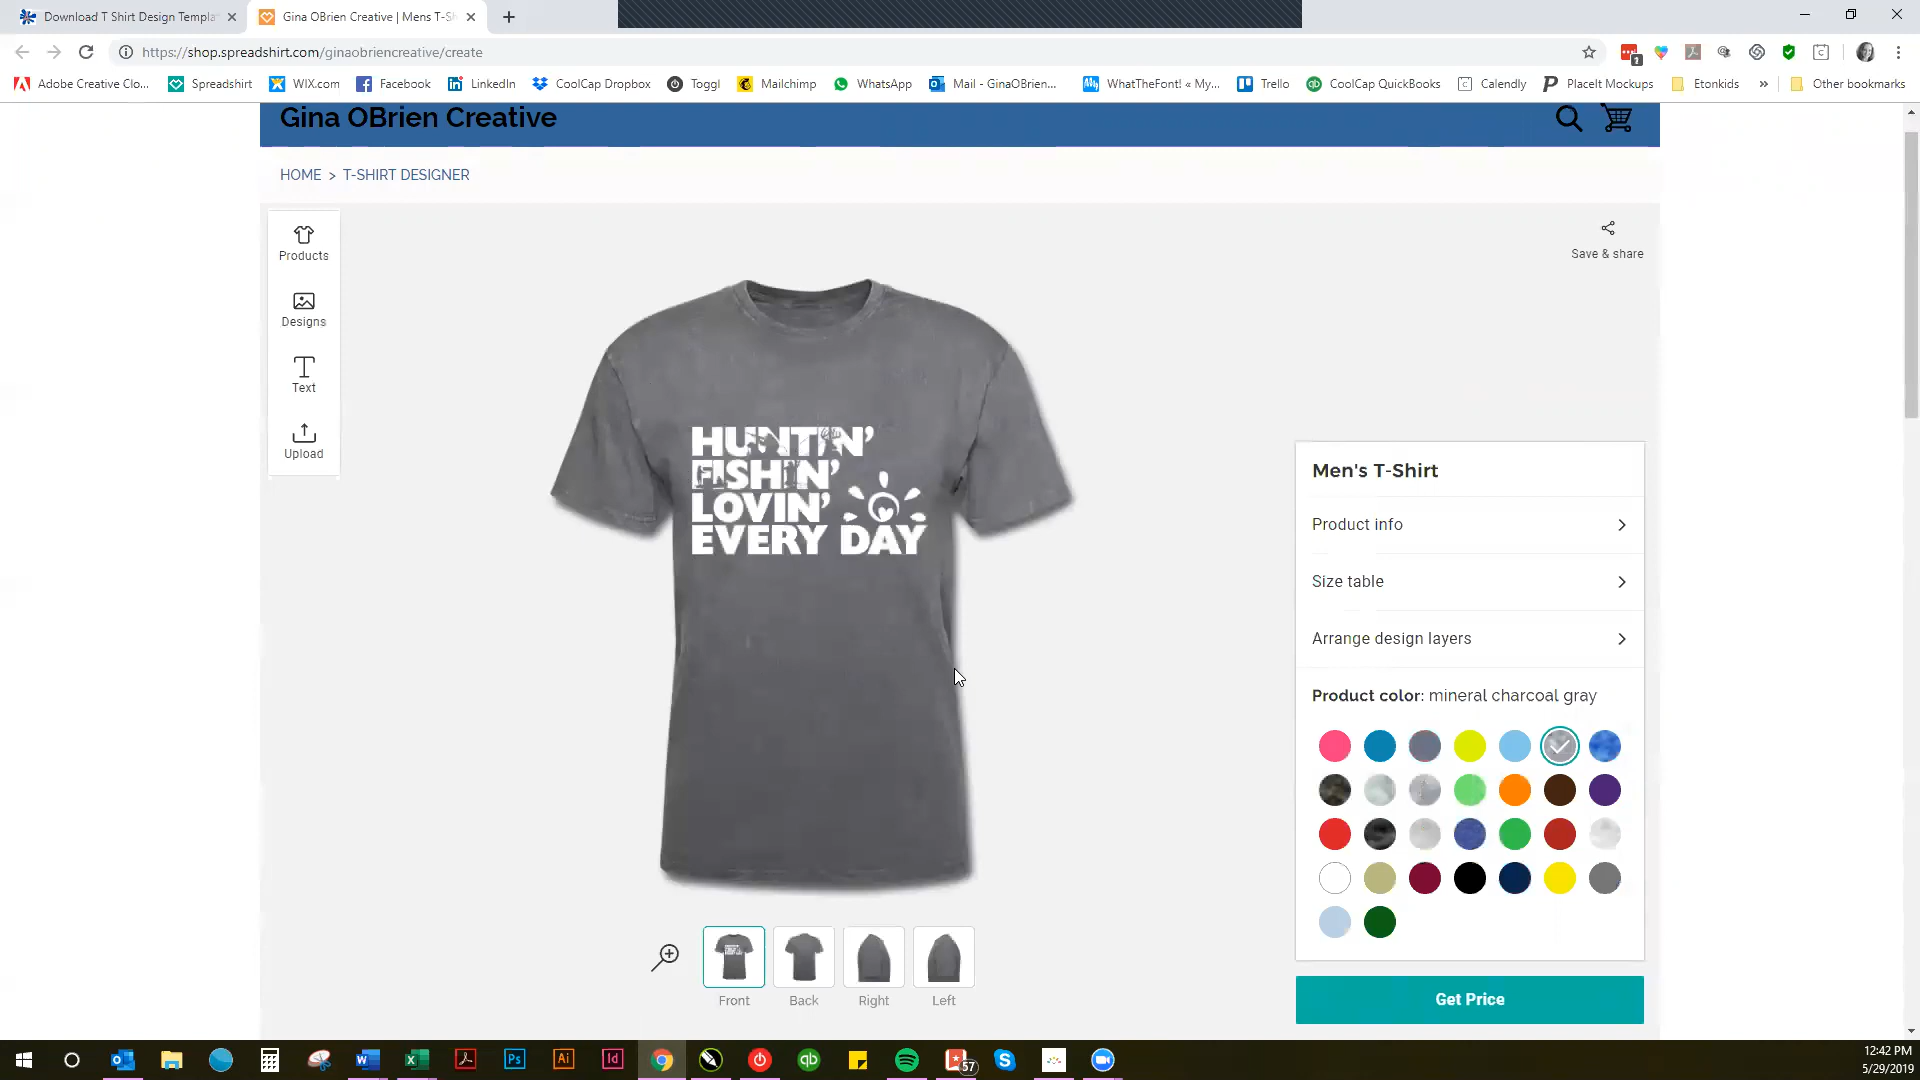 Download T Shirt Design Templat
Gina OBrien Creative | Mens T-Sh
https://shop.spreadshirt.com/ginaobriencreative/create
1
Adobe Creative Clo...
Spreadshirt
WIX.com
Facebook
LinkedIn
CoolCap Dropbox
Toggl
Mailchimp
WhatsApp
Mail - GinaOBrien...
WhatTheFont! « My...
Trello
CoolCap QuickBooks
Calendly
PlaceIt Mockups
Etonkids
»
Other bookmarks
Gina OBrien Creative
HOME > T-SHIRT DESIGNER
Products
Designs
Text
Upload
Save & share
HUNTIN’
FISHIN’
LOVIN’
EVERY DAY
Men's T-Shirt
Product info
Size table
Arrange design layers
Product color: mineral charcoal gray
Get Price
Front
Back
Right
Left
57
12:42 PM
5/29/2019